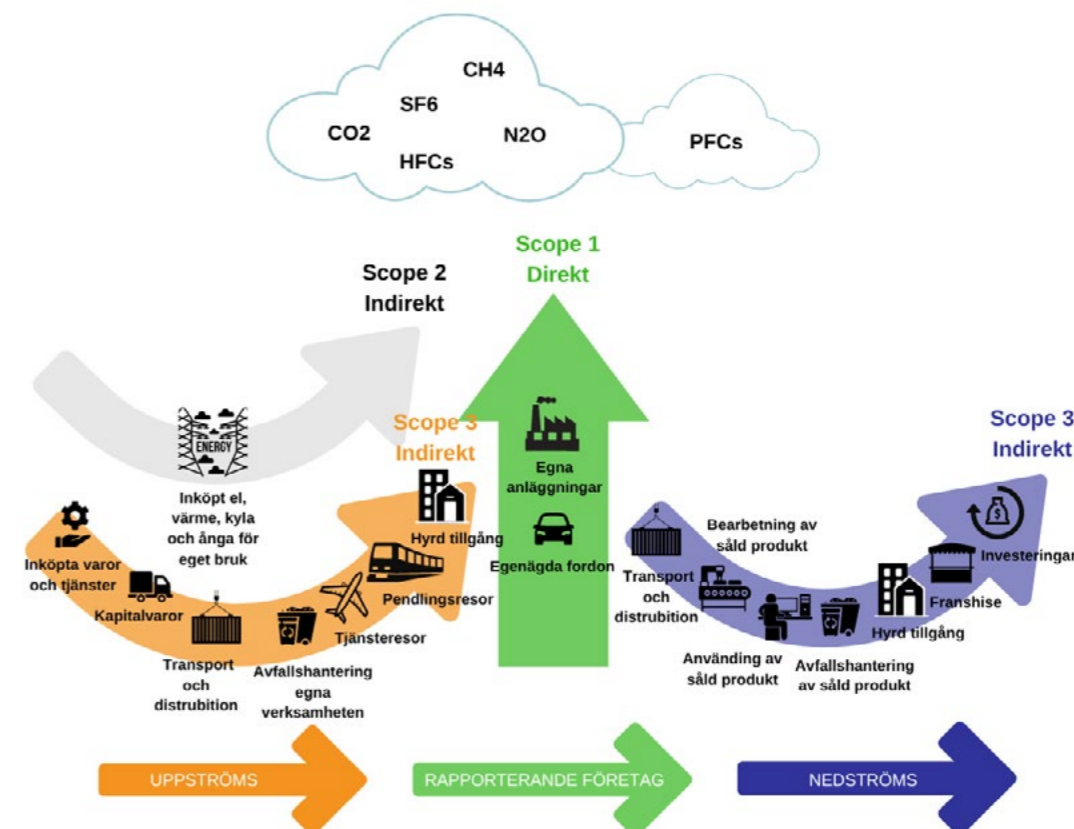 CH4
SF6
CO2
N2O
HFCs
PFCs
Scope 1
Direkt
Scope 2
Indirekt
ENERGY
Inköpt el,
värme, kyla
och ånga för
eget bruk
Scope 3
Indirekt
Inköpta varor
och tjänster
Kapitalvaror
Transport
och
distrubition
Avfallshantering
egna
verksamheten
Tjänsteresor
Pendlingsresor
Hyrd tillgång
Egna
anläggningar
Egenägda fordon
Scope 3
Indirekt
Transport
och
distrubition
Bearbetning av
såld produkt
Använding av
såld produkt
Avfallshantering
av såld produkt
Hyrd tillgång
Franshise
$
Investeringar
UPPSTRÖMS
RAPPORTERANDE FÖRETAG
NEDSTRÖMS